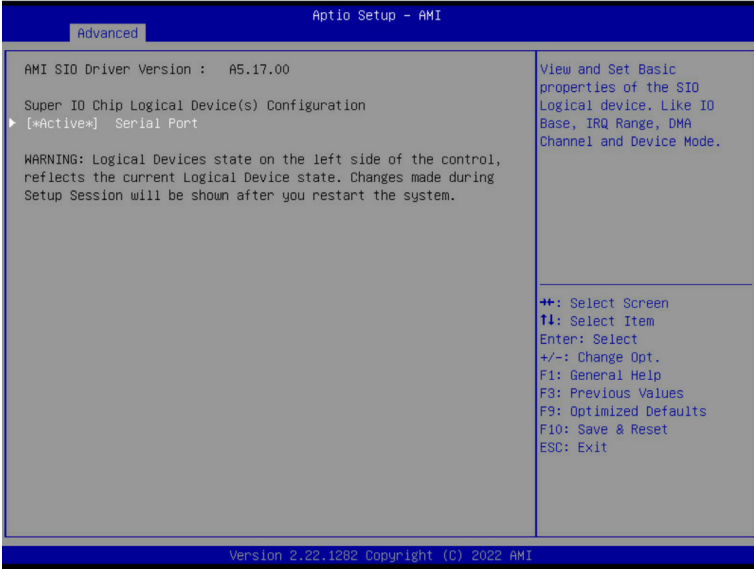 Aptio Setup – AMI
Advanced
AMI SIO Driver Version : A5.17.00
Super IO Chip Logical Device(s) Configuration
[*Active*] Serial Port
WARNING: Logical Devices state on the left side of the control,
reflects the current Logical Device state. Changes made during
Setup Session will be shown after you restart the system.
View and Set Basic
properties of the SIO
Logical device. Like IO
Base, IRQ Range, DMA
Channel and Device Mode.
→←: Select Screen
↑↓: Select Item
Enter: Select
+/-: Change Opt.
F1: General Help
F3: Previous Values
F9: Optimized Defaults
F10: Save & Reset
ESC: Exit
Version 2.22.1282 Copyright (C) 2022 AMI